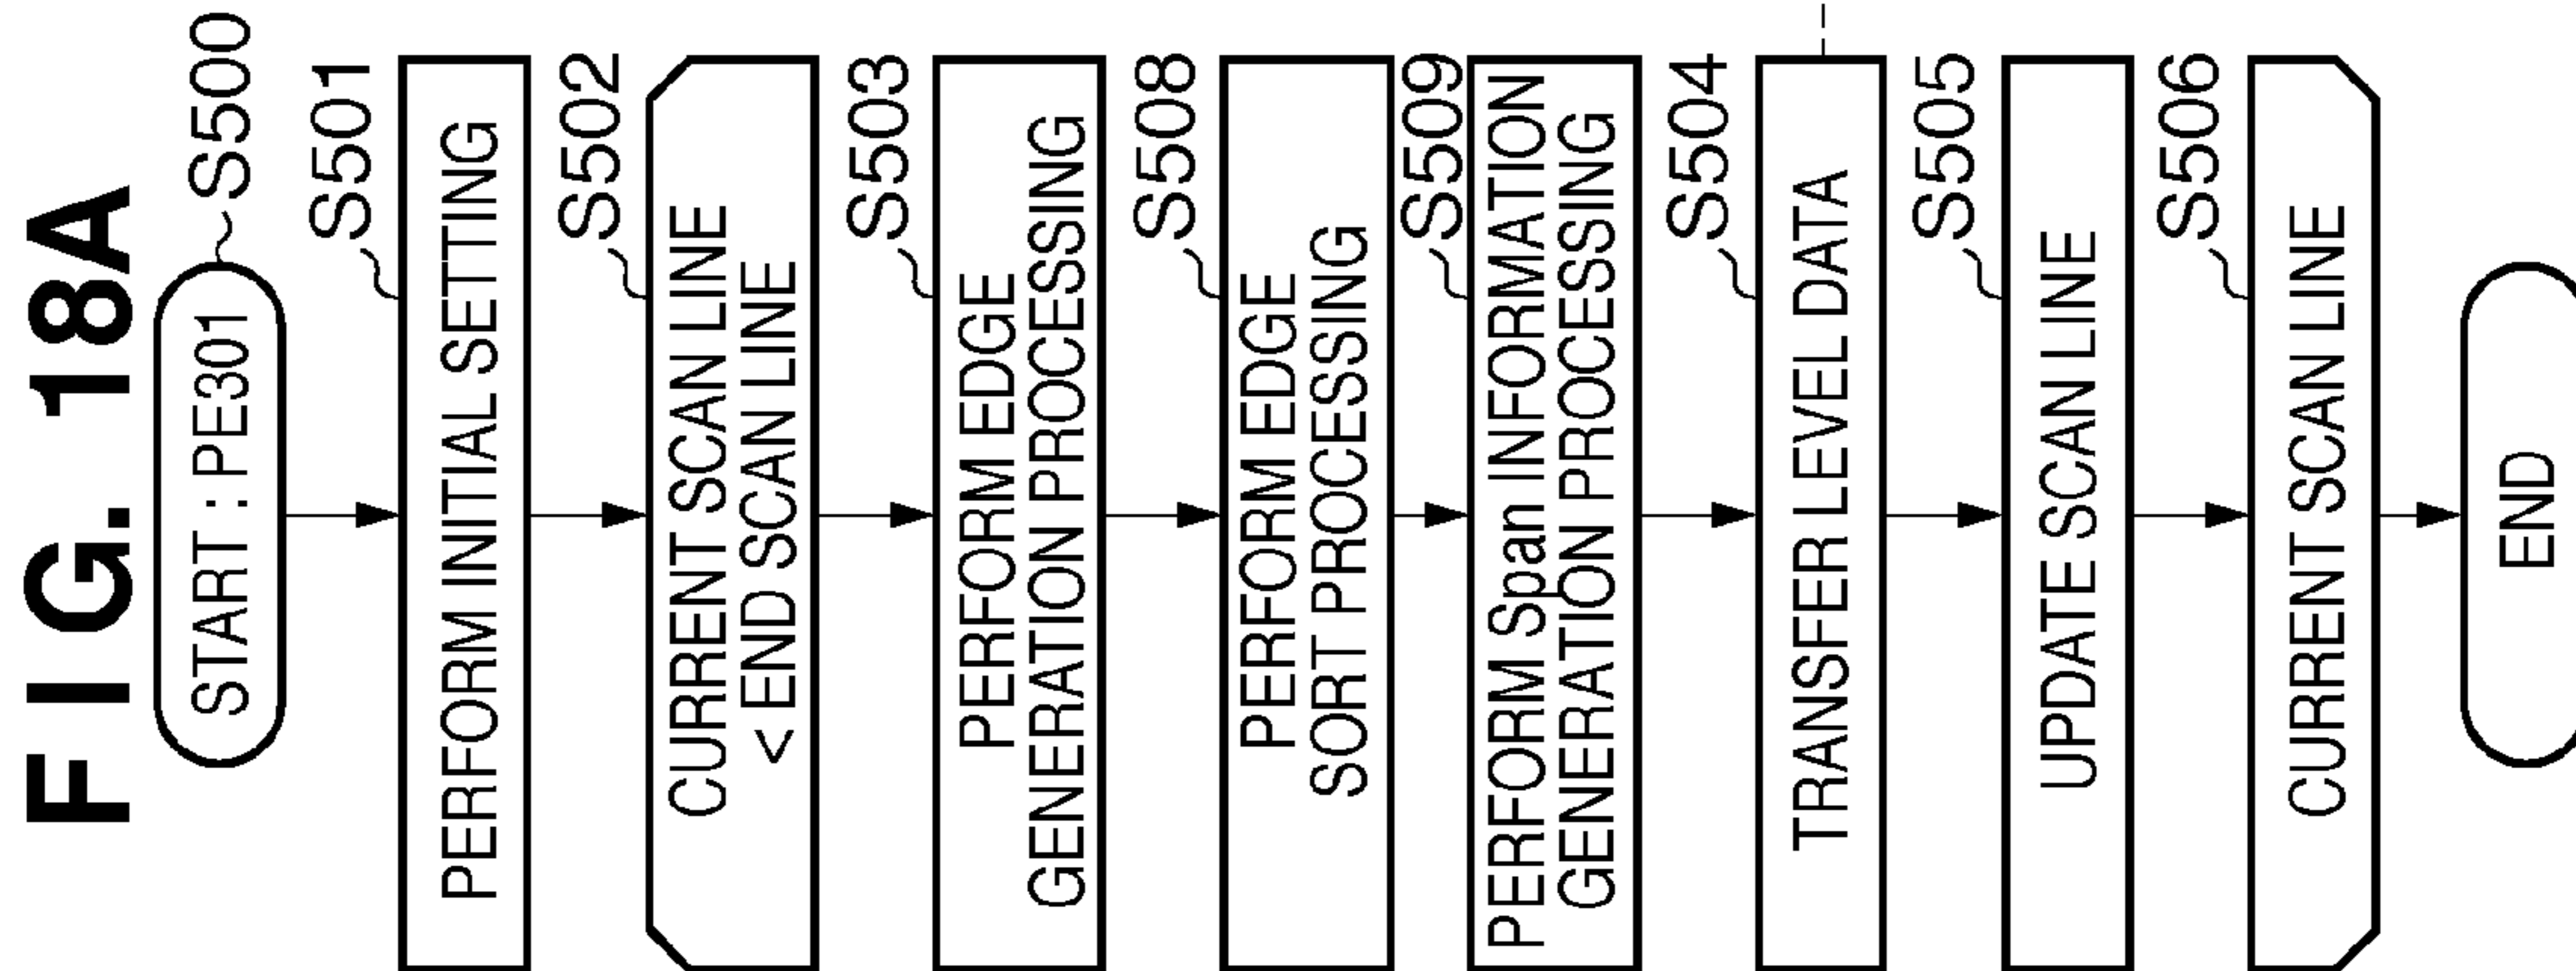 FIG. 18A
START : PE301
S500
S501
PERFORM INITIAL SETTING
S502
CURRENT SCAN LINE
< END SCAN LINE
S503
PERFORM EDGE
GENERATION PROCESSING
S508
PERFORM EDGE
SORT PROCESSING
S509
PERFORM Span INFORMATION
GENERATION PROCESSING
S504
TRANSFER LEVEL DATA
S505
UPDATE SCAN LINE
S506
CURRENT SCAN LINE
END